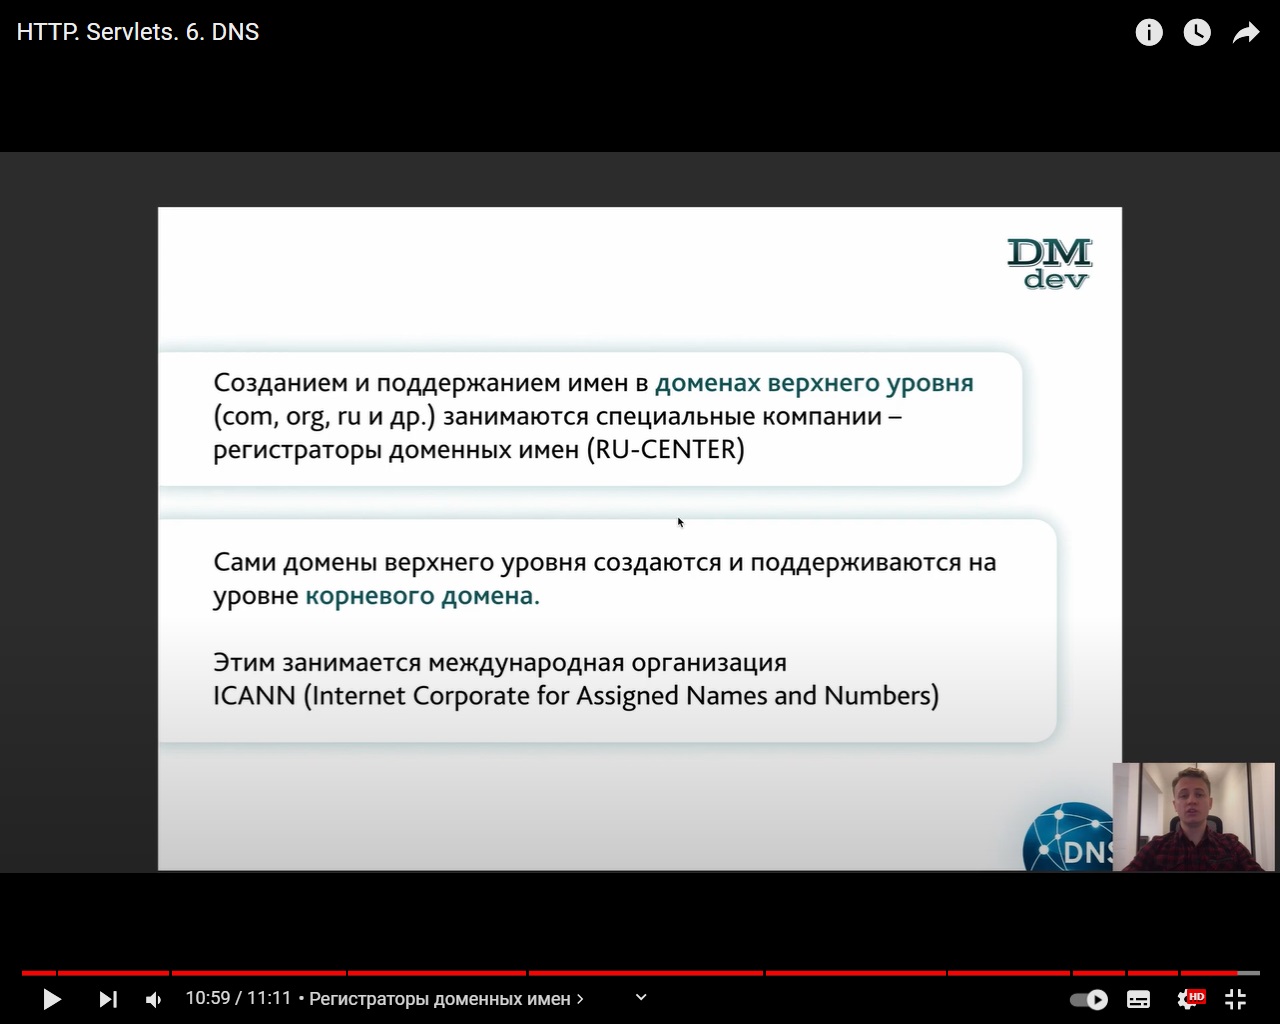 HTTP. Servlets. 6. DNS
DM
dev
Созданием и поддержанием имен в доменах верхнего уровня
(com, org, ru и др.) занимаются специальные компании –
регистраторы доменных имен (RU-CENTER)
Сами домены верхнего уровня создаются и поддерживаются на
уровне корневого домена.
Этим занимается международная организация
ICANN (Internet Corporate for Assigned Names and Numbers)
DNS
10:59 / 11:11 • Регистраторы доменных имен
HD